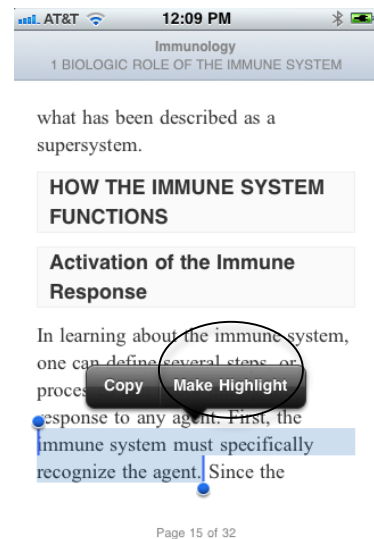 AT&T 12:09 PM
Immunology
1 BIOLOGIC ROLE OF THE IMMUNE SYSTEM
what has been described as a
supersystem.
HOW THE IMMUNE SYSTEM
FUNCTIONS
Activation of the Immune
Response
In learning about the immune system,
one can define several steps, or
proces
Copy Make Highlight
response to any agent. First, the
immune system must specifically
recognize the agent. Since the
Page 15 of 32